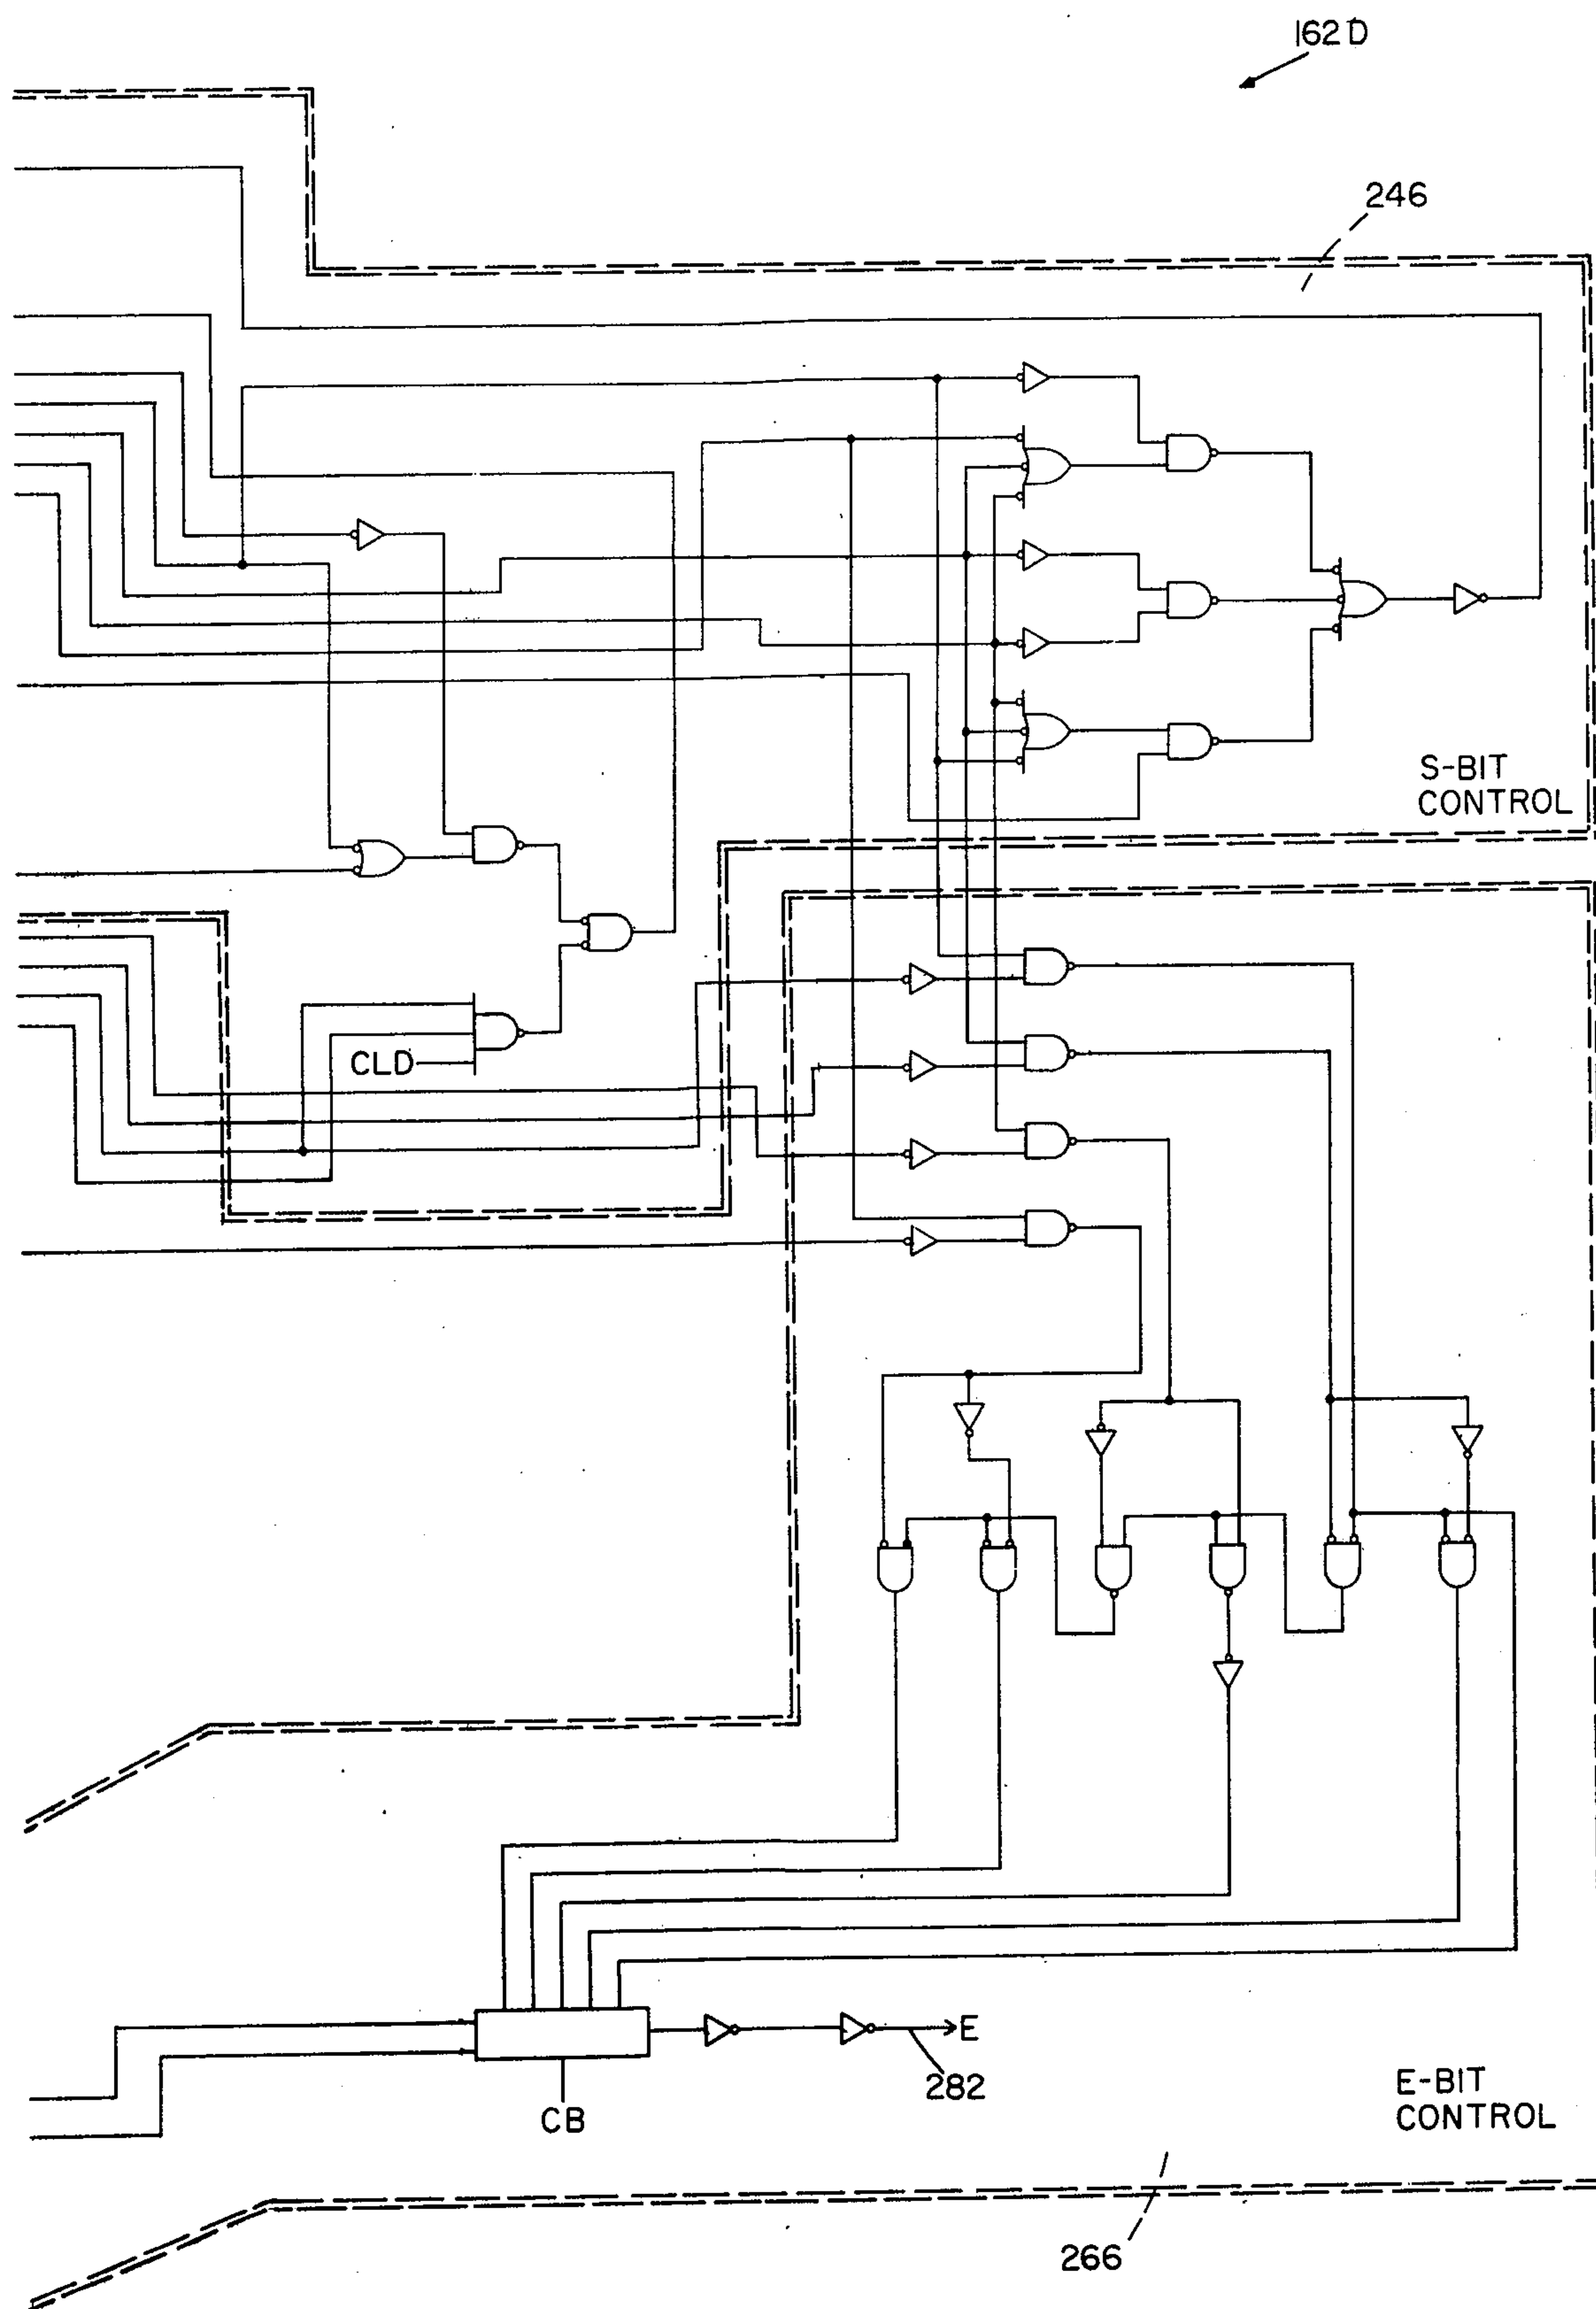 162D
246
S-BIT
CONTROL
CLD
E
282
CB
E-BIT
CONTROL
266